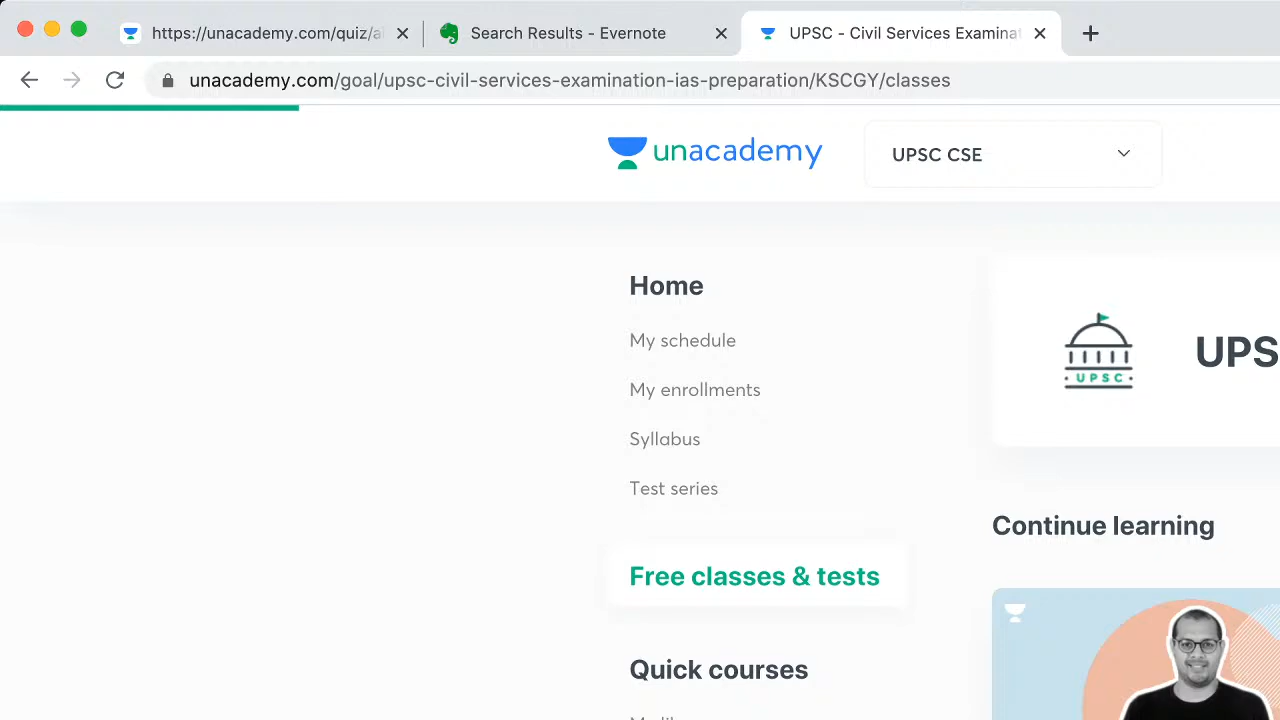 https://unacademy.com/quiz/ai
Search Results - Evernote
UPSC - Civil Services Examinat
unacademy.com/goal/upsc-civil-services-examination-ias-preparation/KSCGY/classes
unacademy
UPSC CSE
Home
My schedule
My enrollments
Syllabus
Test series
Free classes & tests
Quick courses
UPSC
UPS
Continue learning